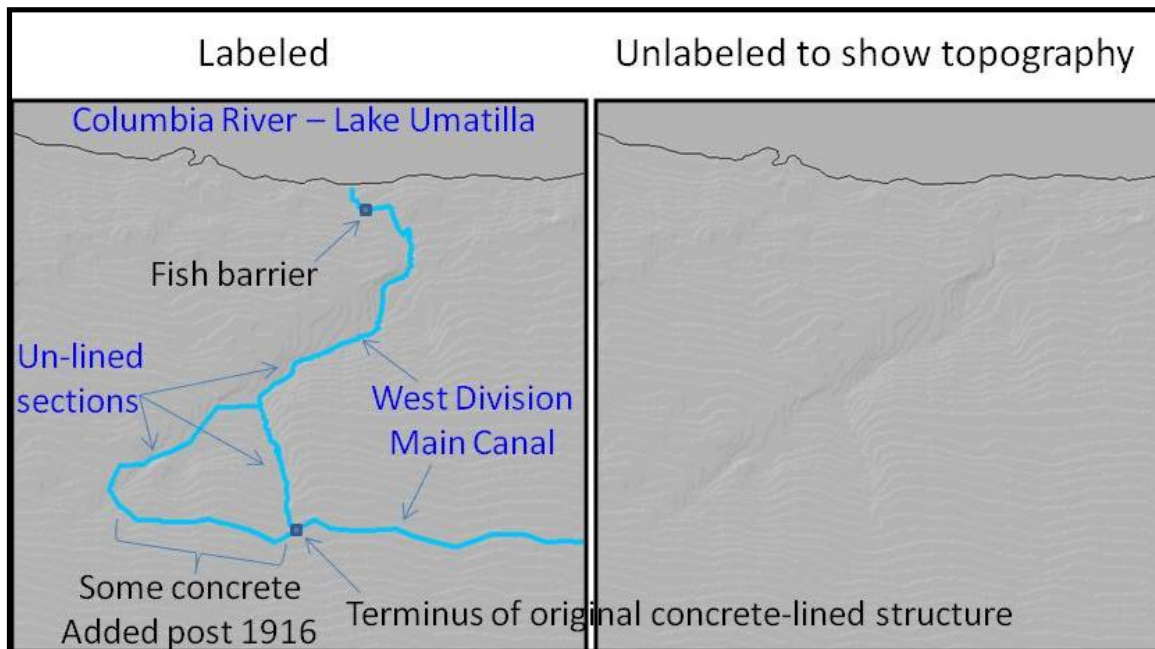 Labeled
Unlabeled to show topography
Columbia River – Lake Umatilla
Fish barrier
Un-lined
sections
West Division
Main Canal
Some concrete
Added post 1916
Terminus of original concrete-lined structure